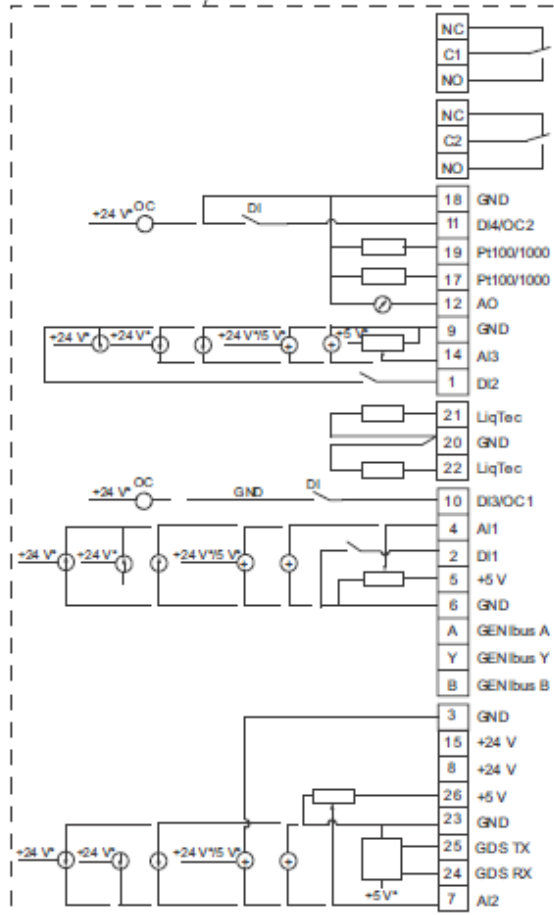 NC
C1
NO
NC
C2
NO
18 GND
+24 V* OC DI 11 DI4/OC2
19 Pt100/1000
17 Pt100/1000
12 AO
9 GND
+24 V* +24 V* +24 V*/5 V* +5 V*
14 AI3
1 DI2
21 LiqTec
20 GND
22 LiqTec
+24 V* OC GND DI 10 DI3/OC1
4 AI1
2 DI1
+24 V* +24 V* +24 V*/5 V*
5 +5 V
6 GND
A GENIbus A
Y GENIbus Y
B GENIbus B
3 GND
15 +24 V
8 +24 V
26 +5 V
23 GND
25 GDS TX
+24 V* +24 V* +24 V*/5 V*
24 GDS RX
+5 V* 7 AI2